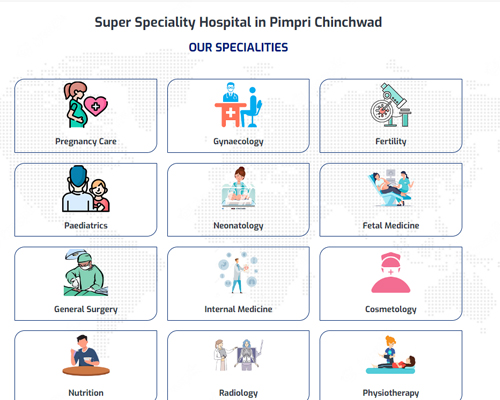 Super Speciality Hospital in Pimpri Chinchwad
OUR SPECIALITIES
Pregnancy Care
Gynaecology
Fertility
Paediatrics
Neonatology
Fetal Medicine
General Surgery
Internal Medicine
Cosmetology
Nutrition
Radiology
Physiotherapy